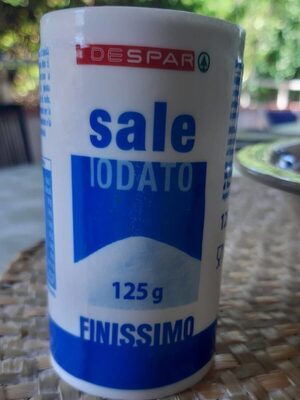 DESPAR
sale
IODATO
125 g
FINISSIMO